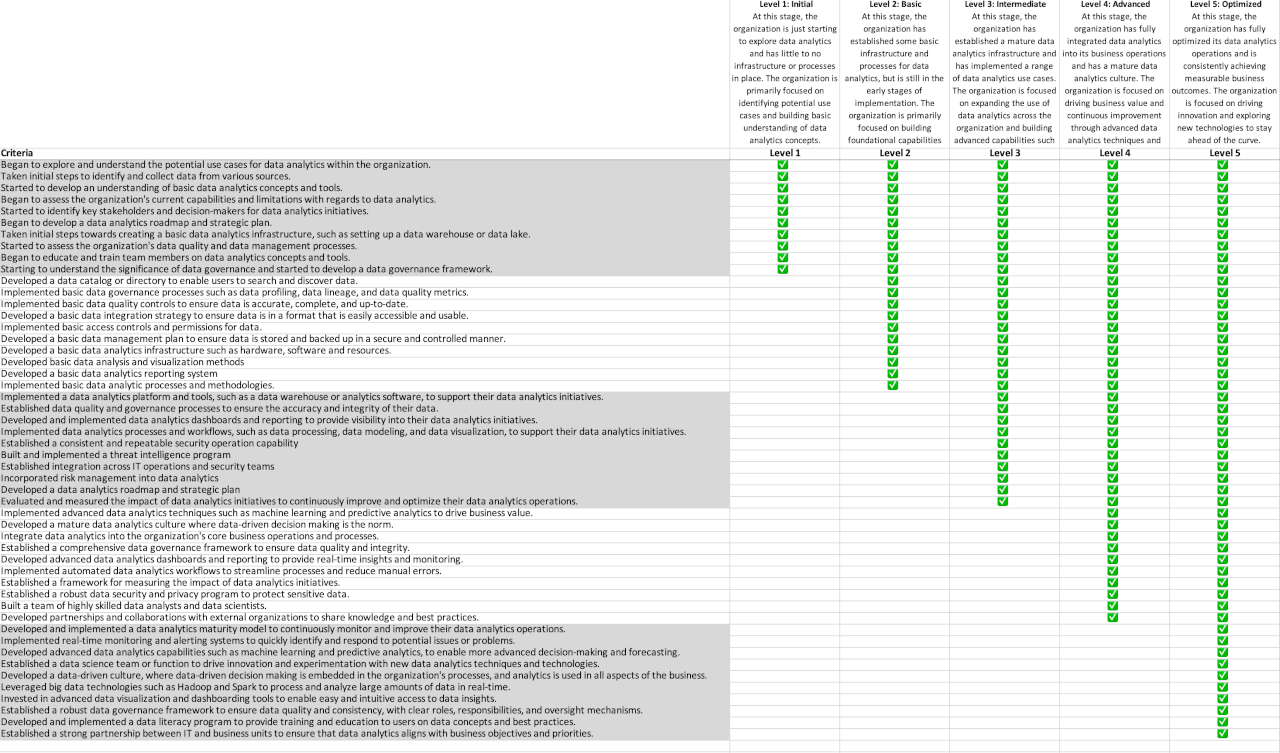 Level 1: Initial
At this stage, the
organization is just starting
to explore data analytics
and has little to no
infrastructure or processes
in place. The organization is
primarily focused on
identifying potential use
cases and building basic
understanding of data
analytics concepts.
Level 2: Basic
At this stage, the
organization has
established some basic
infrastructure and
processes for data
analytics, but is still in the
early stages of
implementation. The
organization is primarily
focused on building
foundational capabilities
Level 3: Intermediate
At this stage, the
organization has
established a mature data
analytics infrastructure and
has implemented a range
of data analytics use cases.
The organization is focused
on expanding the use of
data analytics across the
organization and building
advanced capabilities such
Level 4: Advanced
At this stage, the
organization has fully
integrated data analytics
into its business operations
and has a mature data
analytics culture. The
organization is focused on
driving business value and
continuous improvement
through advanced data
analytics techniques and
Level 5: Optimized
At this stage, the
organization has fully
optimized its data analytics
operations and is
consistently achieving
measurable business
outcomes. The organization
is focused on driving
innovation and exploring
new technologies to stay
ahead of the curve.
Criteria Level 1 Level 2 Level 3 Level 4 Level 5
Began to explore and understand the potential use cases for data analytics within the organization.
Taken initial steps to identify and collect data from various sources.
Started to develop an understanding of basic data analytics concepts and tools.
Began to assess the organization's current capabilities and limitations with regards to data analytics.
Started to identify key stakeholders and decision-makers for data analytics initiatives.
Began to develop a data analytics roadmap and strategic plan.
Taken initial steps towards creating a basic data analytics infrastructure, such as setting up a data warehouse or data lake.
Started to assess the organization's data quality and data management processes.
Began to educate and train team members on data analytics concepts and tools.
Starting to understand the significance of data governance and started to develop a data governance framework.
Developed a data catalog or directory to enable users to search and discover data.
Implemented basic data governance processes such as data profiling, data lineage, and data quality metrics.
Implemented basic data quality controls to ensure data is accurate, complete, and up-to-date.
Developed a basic data integration strategy to ensure data is in a format that is easily accessible and usable.
Implemented basic access controls and permissions for data.
Developed a basic data management plan to ensure data is stored and backed up in a secure and controlled manner.
Developed a basic data analytics infrastructure such as hardware, software and resources.
Developed basic data analysis and visualization methods
Developed a basic data analytics reporting system
Implemented basic data analytic processes and methodologies.
Implemented a data analytics platform and tools, such as a data warehouse or analytics software, to support their data analytics initiatives.
Established data quality and governance processes to ensure the accuracy and integrity of their data.
Developed and implemented data analytics dashboards and reporting to provide visibility into their data analytics initiatives.
Implemented data analytics processes and workflows, such as data processing, data modeling, and data visualization, to support their data analytics initiatives.
Established a consistent and repeatable security operation capability
Built and implemented a threat intelligence program
Established integration across IT operations and security teams
Incorporated risk management into data analytics
Developed a data analytics roadmap and strategic plan
Evaluated and measured the impact of data analytics initiatives to continuously improve and optimize their data analytics operations.
Implemented advanced data analytics techniques such as machine learning and predictive analytics to drive business value.
Developed a mature data analytics culture where data-driven decision making is the norm.
Integrate data analytics into the organization's core business operations and processes.
Established a comprehensive data governance framework to ensure data quality and integrity.
Developed advanced data analytics dashboards and reporting to provide real-time insights and monitoring.
Implemented automated data analytics workflows to streamline processes and reduce manual errors.
Established a framework for measuring the impact of data analytics initiatives.
Established a robust data security and privacy program to protect sensitive data.
Built a team of highly skilled data analysts and data scientists.
Developed partnerships and collaborations with external organizations to share knowledge and best practices.
Developed and implemented a data analytics maturity model to continuously monitor and improve their data analytics operations.
Implemented real-time monitoring and alerting systems to quickly identify and respond to potential issues or problems.
Developed advanced data analytics capabilities such as machine learning and predictive analytics, to enable more advanced decision-making and forecasting.
Established a data science team or function to drive innovation and experimentation with new data analytics techniques and technologies.
Developed a data-driven culture, where data-driven decision making is embedded in the organization's processes, and analytics is used in all aspects of the business.
Leveraged big data technologies such as Hadoop and Spark to process and analyze large amounts of data in real-time.
Invested in advanced data visualization and dashboarding tools to enable easy and intuitive access to data insights.
Established a robust data governance framework to ensure data quality and consistency, with clear roles, responsibilities, and oversight mechanisms.
Developed and implemented a data literacy program to provide training and education to users on data concepts and best practices.
Established a strong partnership between IT and business units to ensure that data analytics aligns with business objectives and priorities.